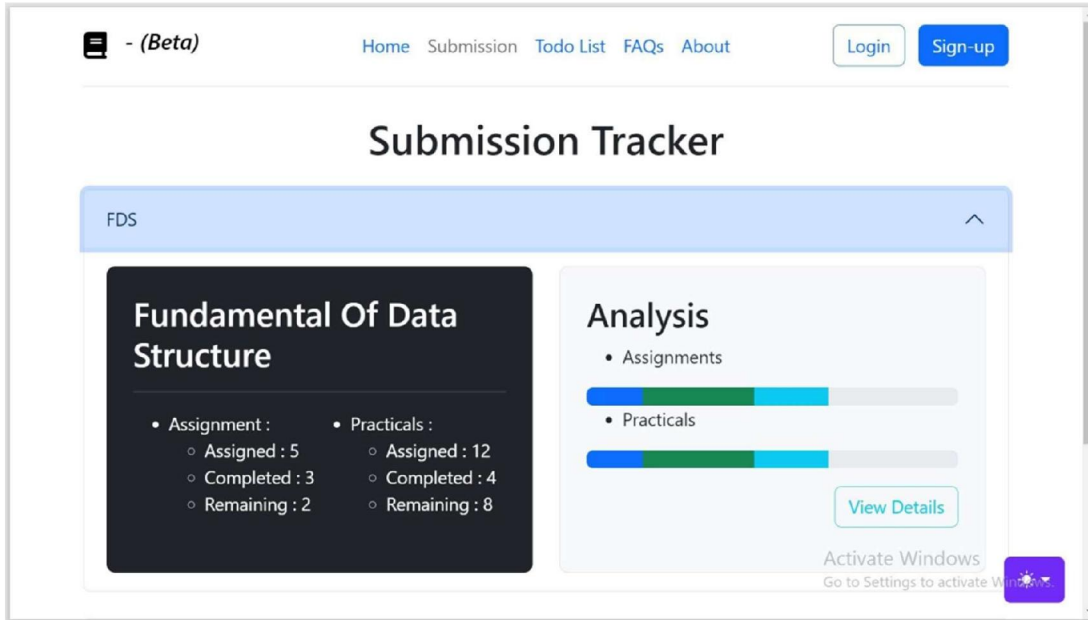 - (Beta)
Home Submission Todo List FAQs About
Login
Sign-up
Submission Tracker
FDS
Fundamental Of Data
Structure
Assignment :
Assigned : 5
Completed : 3
Remaining : 2
Practicals :
Assigned : 12
Completed : 4
Remaining : 8
Analysis
Assignments
Practicals
View Details
Activate Windows
Go to Settings to activate Windows.